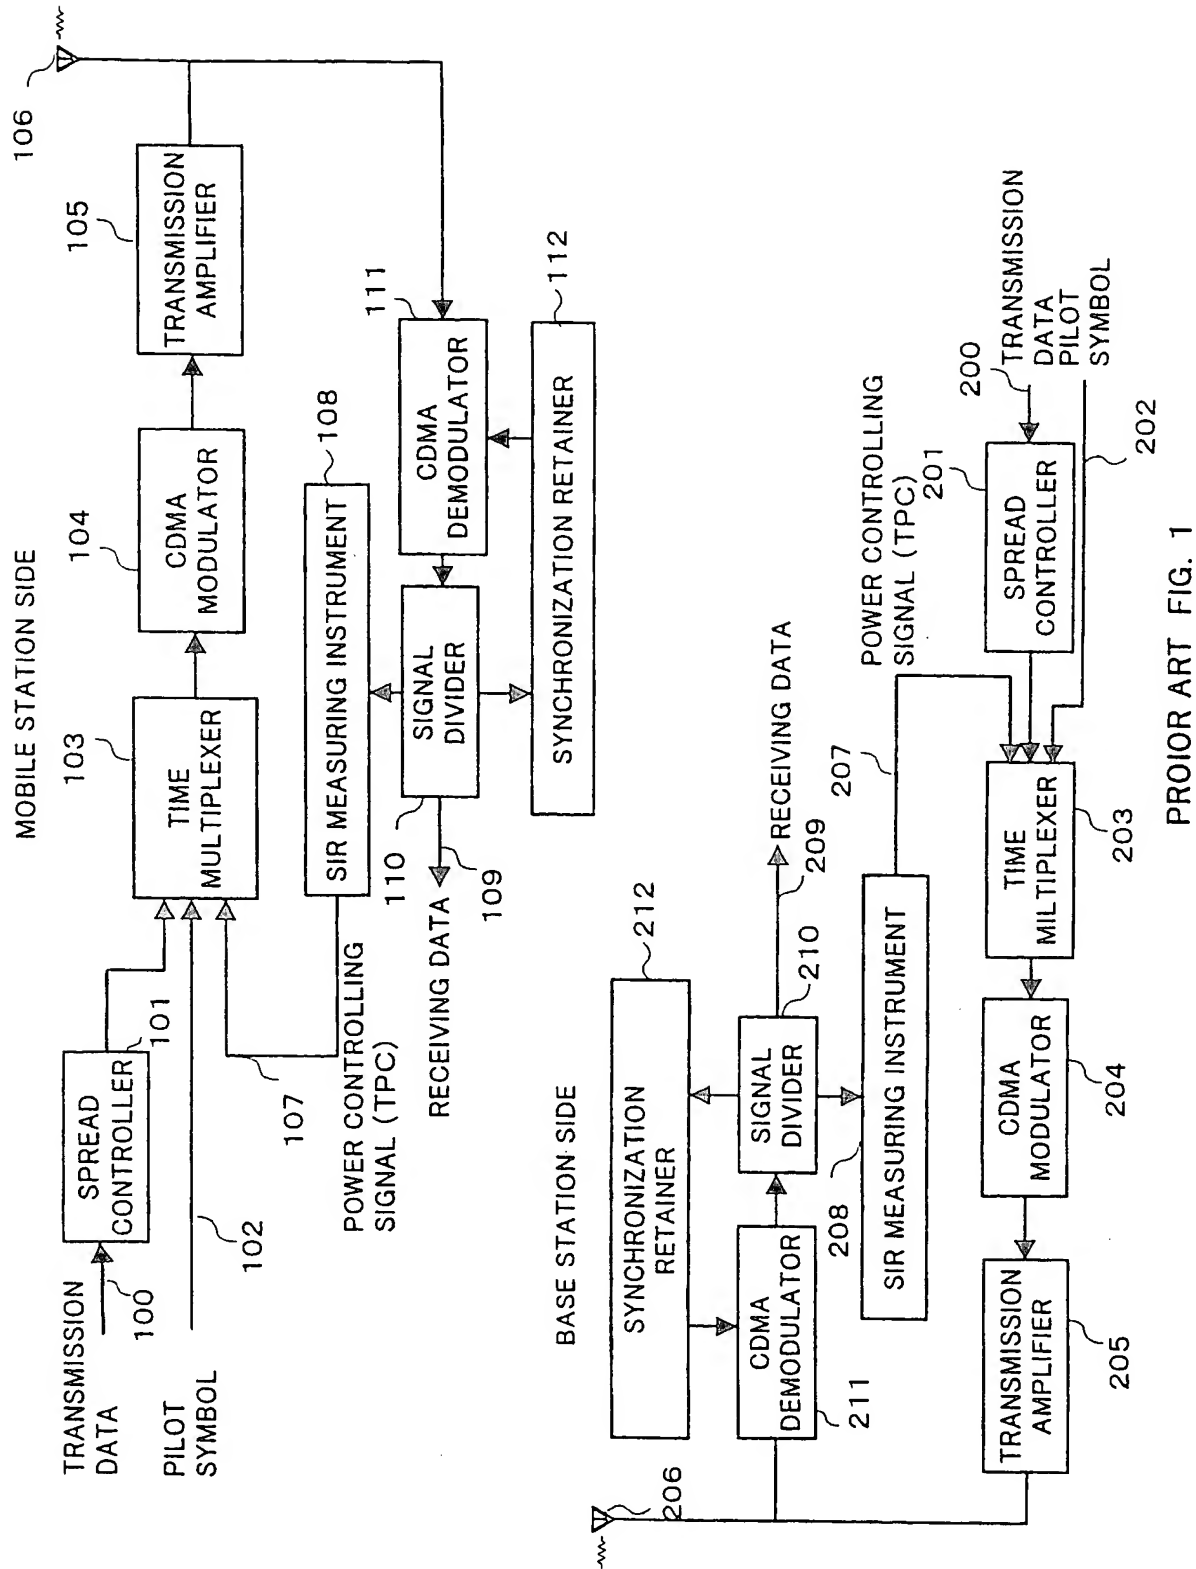 MOBILE STATION SIDE
106
TRANSMISSION
DATA
100
SPREAD
CONTROLLER
101
PILOT
SYMBOL
102
103
TIME
MULTIPLEXER
104
CDMA
MODULATOR
105
TRANSMISSION
AMPLIFIER
107
POWER CONTROLLING
SIGNAL (TPC)
SIR MEASURING INSTRUMENT
108
RECEIVING DATA
109
110
SIGNAL
DIVIDER
111
CDMA
DEMODULATOR
SYNCHRONIZATION RETAINER
112
BASE STATION SIDE
206
SYNCHRONIZATION
RETAINER
212
CDMA
DEMODULATOR
211
SIGNAL
DIVIDER
210
RECEIVING DATA
209
208
SIR MEASURING INSTRUMENT
207
POWER CONTROLLING
SIGNAL (TPC)
TRANSMISSION
AMPLIFIER
205
CDMA
MODULATOR
204
TIME
MILTIPLEXER
203
SPREAD
CONTROLLER
201
200
TRANSMISSION
DATA
PILOT
SYMBOL
202
PROIOR ART FIG. 1